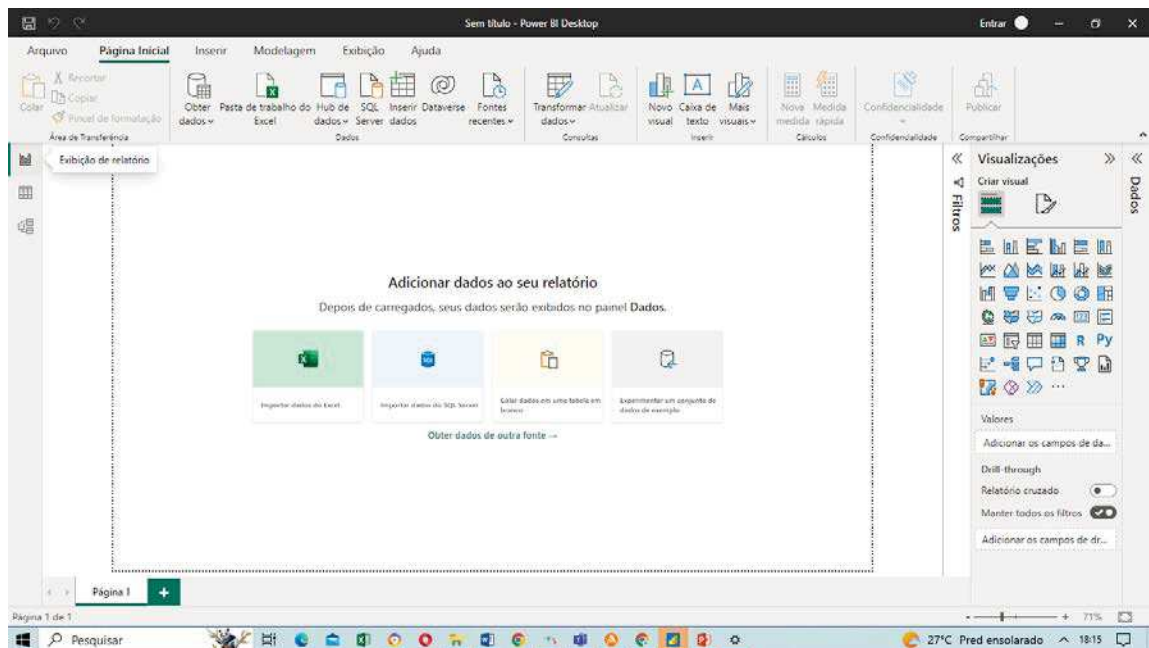 Sem título - Power BI Desktop
Entrar
Arquivo Página Inicial Inserir Modelagem Exibição Ajuda
Colar
Recortar
Copiar
Pincel de formatação
Área de Transferência
Obter dados
Pasta de trabalho do Excel
Hub de dados
SQL Server
Inserir dados
Dataverse
Fontes recentes
Dados
Transformar dados
Atualizar
Consultas
Novo visual
Caixa de texto
Mais visuais
Inserir
Nova medida
Medida rápida
Cálculos
Confidencialidade
Confidencialidade
Publicar
Compartilhar
Exibição de relatório
Adicionar dados ao seu relatório
Depois de carregados, seus dados serão exibidos no painel Dados.
Importar dados do Excel
SQL
Importar dados do SQL Server
Colar dados em uma tabela em
branco
Experimentar um conjunto de
dados de exemplo
Obter dados de outra fonte →
Filtros
Visualizações
Criar visual
123
R Py
Valores
Adicionar os campos de da...
Drill-through
Relatório cruzado
Manter todos os filtros
Adicionar os campos de dr...
Dados
Página 1
Página 1 de 1
71%
Pesquisar
27°C Pred ensolarado
18:15